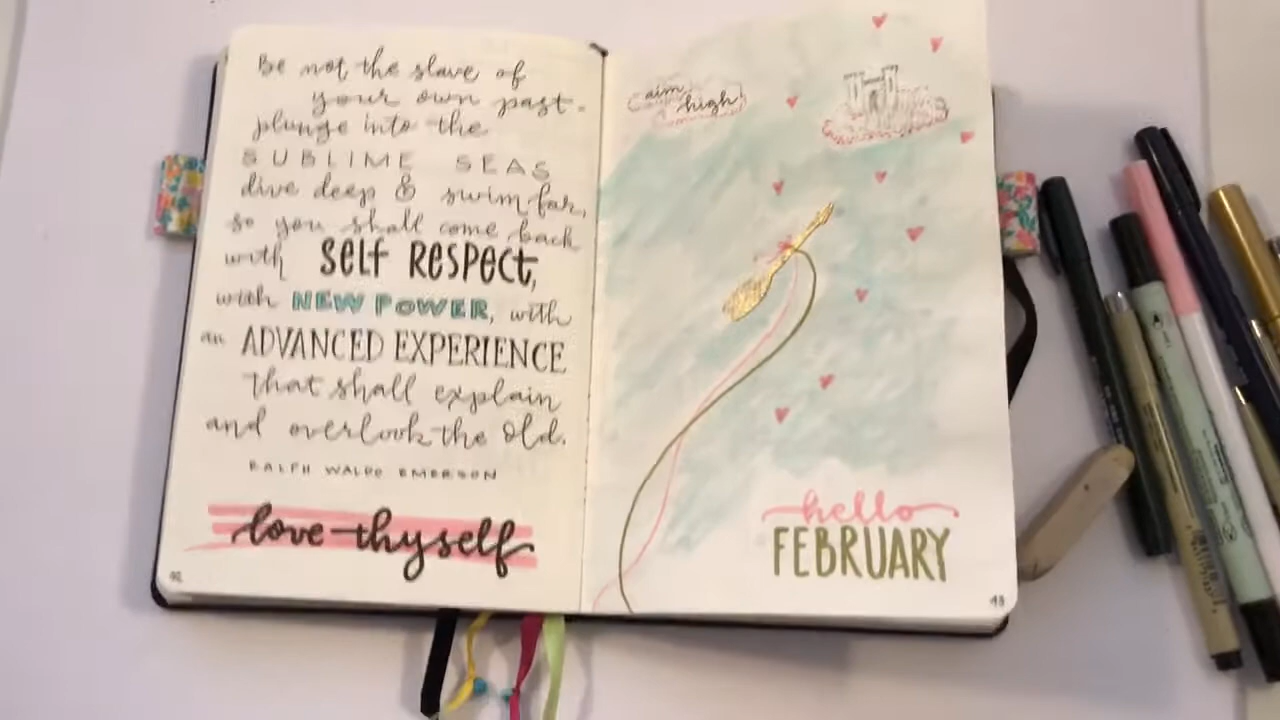 Be not the slave of
your own past.
plunge into the
SUBLIME SEAS
dive deep & swim far,
so you shall come back
with SELF RESPECT,
with NEW POWER, with
an ADVANCED EXPERIENCE
that shall explain
and overlook the old.
RALPH WALDO EMERSON
love thyself
aim
high
hello
FEBRUARY